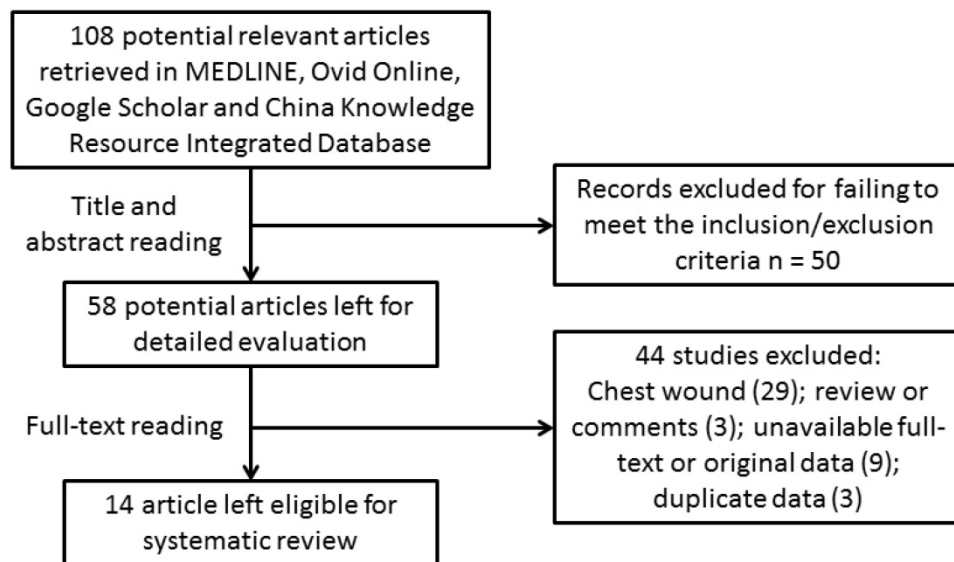 108 potential relevant articles
retrieved in MEDLINE, Ovid Online,
Google Scholar and China Knowledge
Resource Integrated Database
Title and
abstract reading
Records excluded for failing to
meet the inclusion/exclusion
criteria n = 50
58 potential articles left for
detailed evaluation
Full-text reading
44 studies excluded:
Chest wound (29); review or
comments (3); unavailable full-
text or original data (9);
duplicate data (3)
14 article left eligible for
systematic review